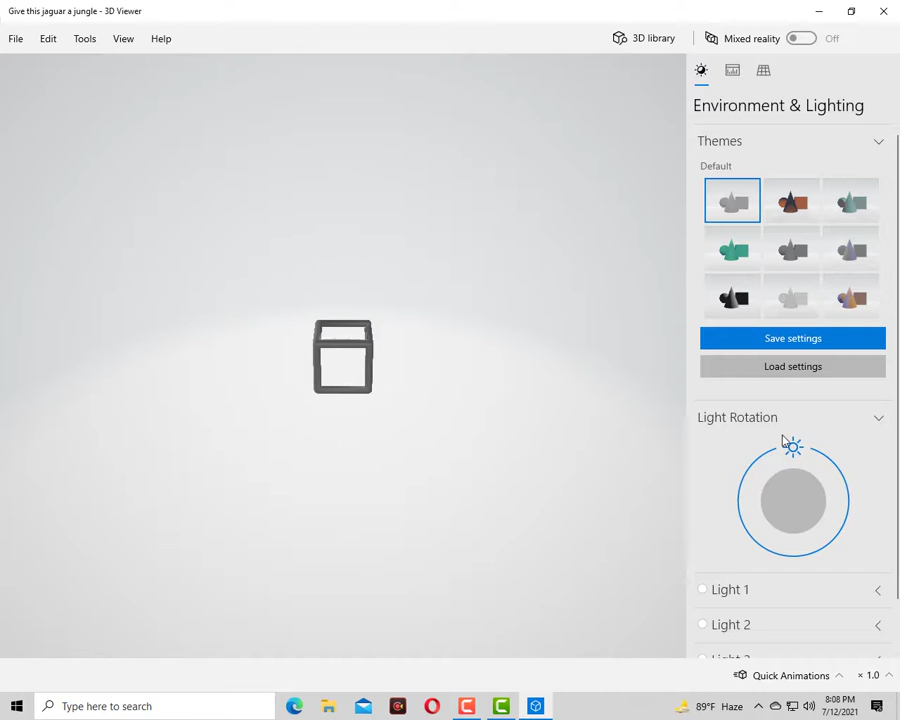 Give this jaguar a jungle - 3D Viewer
File Edit Tools View Help 3D library Mixed reality Off
Environment & Lighting
Themes
Default
Save settings
Load settings
Light Rotation
Light 1
Light 2
Quick Animations × 1.0
Type here to search
89°F Haze
8:08 PM
7/12/2021